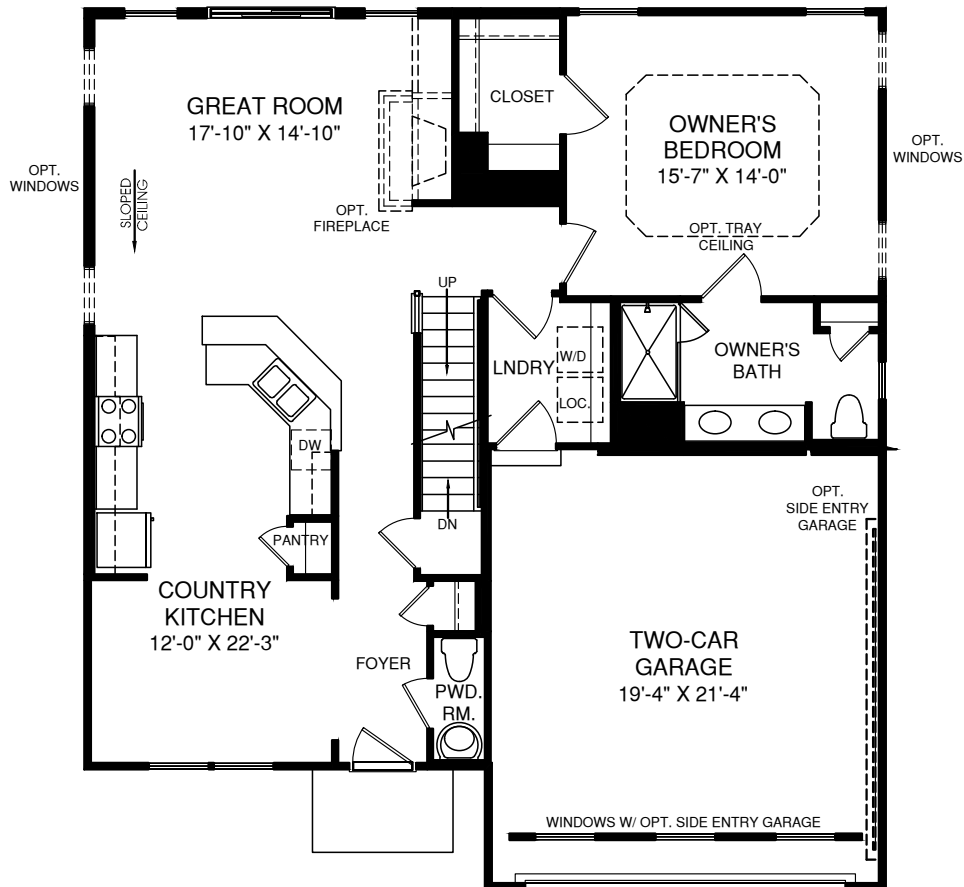 GREAT ROOM
17'-10" X 14'-10"
CLOSET
OWNER'S
BEDROOM
15'-7" X 14'-0"
OPT.
WINDOWS
OPT.
WINDOWS
SLOPED
CEILING
OPT.
FIREPLACE
OPT. TRAY
CEILING
UP
LNDRY
W/D
LOC.
OWNER'S
BATH
DW
DN
PANTRY
OPT.
SIDE ENTRY
GARAGE
COUNTRY
KITCHEN
12'-0" X 22'-3"
FOYER
PWD.
RM.
TWO-CAR
GARAGE
19'-4" X 21'-4"
WINDOWS W/ OPT. SIDE ENTRY GARAGE